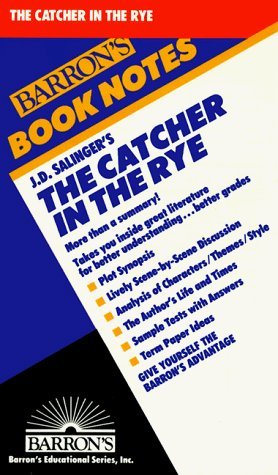 THE CATCHER IN THE RYE
BARRON'S
BOOK NOTES
J.D. SALINGER'S
THE CATCHER
IN THE RYE
More than a summary!
Takes you inside great literature
for better understanding...better grades
Plot Synopsis
Lively Scene-by-Scene Discussion
Analysis of Characters/Themes/Style
The Author's Life and Times
Sample Tests with Answers
Term Paper Ideas
GIVE YOURSELF THE
BARRON'S ADVANTAGE
BARRON'S
Barron's Educational Series, Inc.